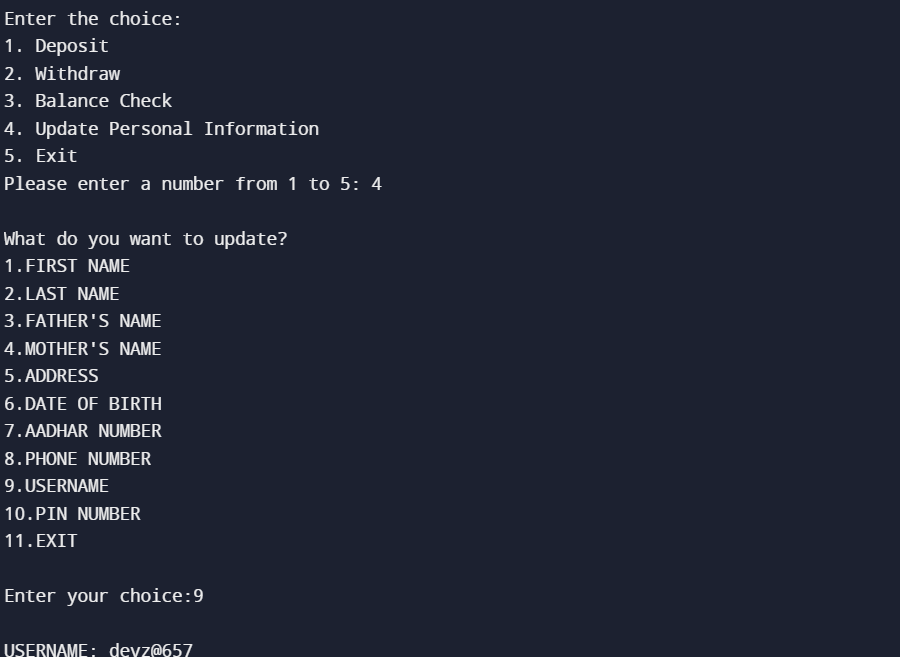 Enter the choice:
1. Deposit
2. Withdraw
3. Balance Check
4. Update Personal Information
5. Exit
Please enter a number from 1 to 5: 4
What do you want to update?
1.FIRST NAME
2.LAST NAME
3.FATHER'S NAME
4.MOTHER'S NAME
5.ADDRESS
6.DATE OF BIRTH
7.AADHAR NUMBER
8.PHONE NUMBER
9.USERNAME
10.PIN NUMBER
11.EXIT
Enter your choice:9
USERNAME: devz@657